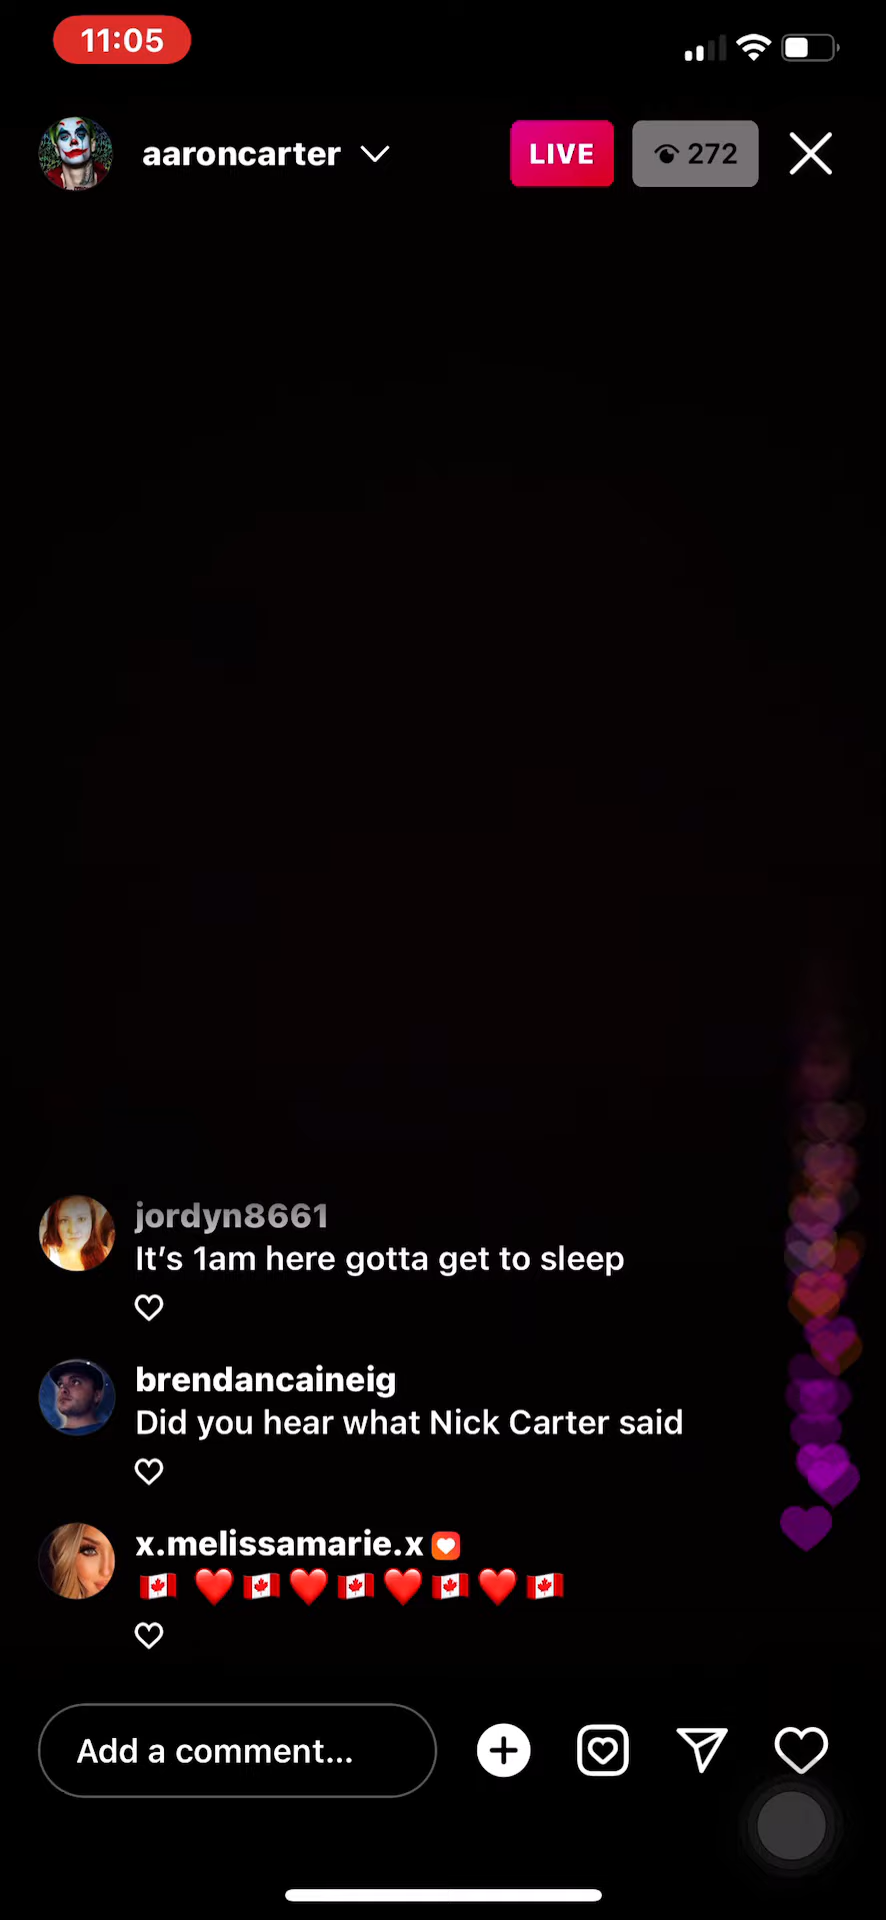 11:05
aaroncarter
LIVE
272
jordyn8661
It’s 1am here gotta get to sleep
brendancaineig
Did you hear what Nick Carter said
x.melissamarie.x
🇨🇦 ❤️🇨🇦❤️🇨🇦❤️🇨🇦❤️🇨🇦
Add a comment...